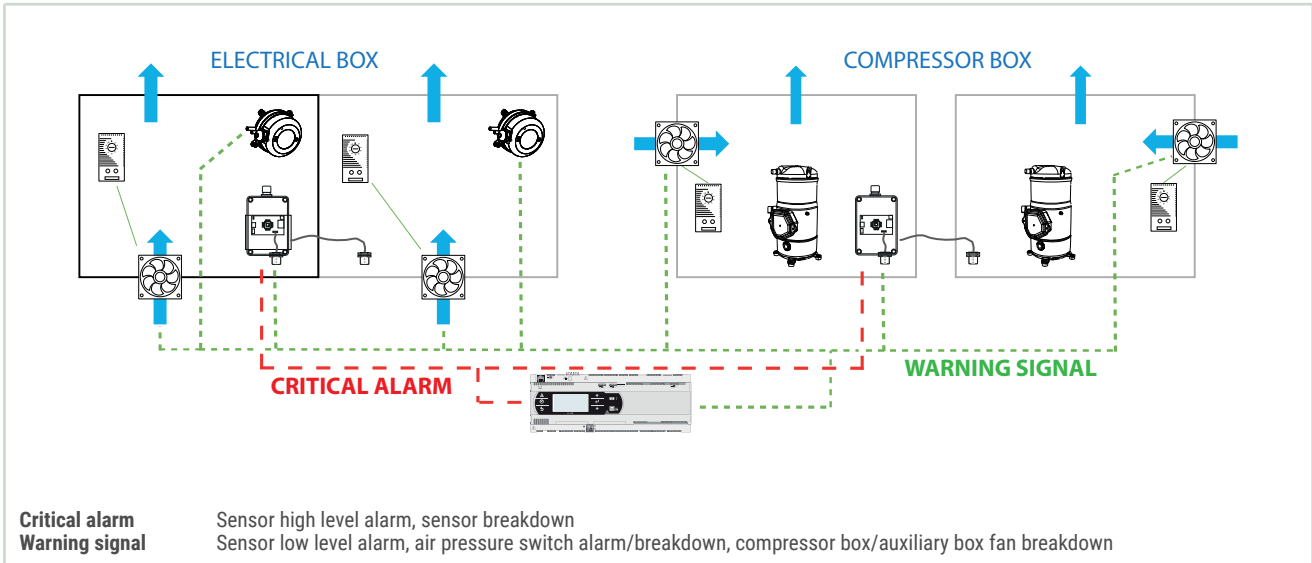 ELECTRICAL BOX
COMPRESSOR BOX
WARNING SIGNAL
CRITICAL ALARM
Critical alarm Sensor high level alarm, sensor breakdown
Warning signal Sensor low level alarm, air pressure switch alarm/breakdown, compressor box/auxiliary box fan breakdown